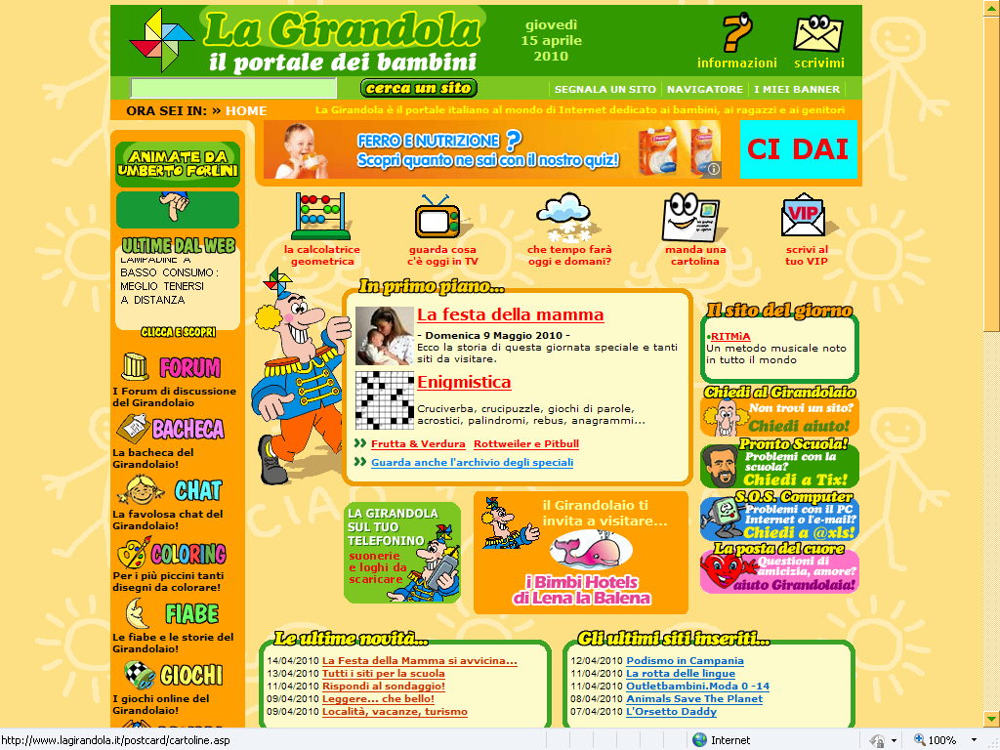 La Girandola
il portale dei bambini
giovedì
15 aprile
2010
informazioni
scrivimi
cerca un sito
SEGNALA UN SITO
NAVIGATORE
I MIEI BANNER
ORA SEI IN: » HOME
La Girandola è il portale italiano al mondo di Internet dedicato ai bambini, ai ragazzi e ai genitori
ANIMATE DA
UMBERTO FORLINI
FERRO E NUTRIZIONE ?
Scopri quanto ne sai con il nostro quiz!
CI DAI
ULTIME DAL WEB
LAMPADINE A
BASSO CONSUMO:
MEGLIO TENERSI
A DISTANZA
CLICCA E SCOPRI
la calcolatrice
geometrica
guarda cosa
c'è oggi in TV
che tempo farà
oggi e domani?
manda una
cartolina
VIP
scrivi al
tuo VIP
FORUM
I Forum di discussione
del Girandolaio
BACHECA
La bacheca del
Girandolaio!
CHAT
La favolosa chat del
Girandolaio!
COLORING
Per i più piccini tanti
disegni da colorare!
FIABE
Le fiabe e le storie del
Girandolaio!
GIOCHI
I giochi online del
Girandolaio!
In primo piano...
La festa della mamma
- Domenica 9 Maggio 2010 -
Ecco la storia di questa giornata speciale e tanti
siti da visitare.
Enigmistica
Cruciverba, crucipuzzle, giochi di parole,
acrostici, palindromi, rebus, anagrammi...
Frutta & Verdura Rottweiler e Pitbull
Guarda anche l'archivio degli speciali
Il sito del giorno
•RITMiA
Un metodo musicale noto
in tutto il mondo
Chiedi al Girandolaio
Non trovi un sito?
Chiedi aiuto!
Pronto Scuola!
Problemi con la
scuola?
Chiedi a Tix!
S.O.S. Computer
Problemi con il PC
Internet o l'e-mail?
Chiedi a @xls!
La posta del cuore
Questioni di
amicizia, amore?
aiuto Girandolaia!
LA GIRANDOLA
SUL TUO
TELEFONINO
suonerie
e loghi da
scaricare
il Girandolaio ti
invita a visitare...
i Bimbi Hotels
di Lena la Balena
Le ultime novità...
14/04/2010 La Festa della Mamma si avvicina...
13/04/2010 Tutti i siti per la scuola
11/04/2010 Rispondi al sondaggio!
09/04/2010 Leggere... che bello!
09/04/2010 Località, vacanze, turismo
Gli ultimi siti inseriti...
12/04/2010 Podismo in Campania
11/04/2010 La rotta delle lingue
11/04/2010 Outletbambini.Moda 0 -14
08/04/2010 Animals Save The Planet
07/04/2010 L'Orsetto Daddy
http://www.lagirandola.it/postcard/cartoline.asp
Internet
100%